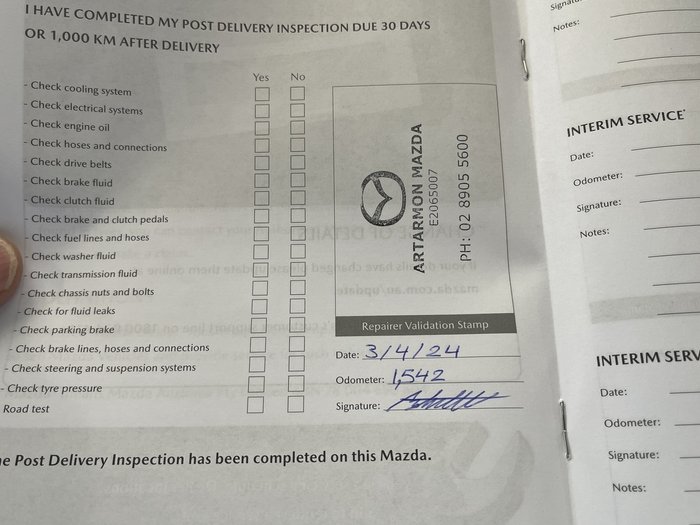 I HAVE COMPLETED MY POST DELIVERY INSPECTION DUE 30 DAYS
OR 1,000 KM AFTER DELIVERY
Yes No
- Check cooling system
- Check electrical systems
- Check engine oil
- Check hoses and connections
- Check drive belts
- Check brake fluid
- Check clutch fluid
- Check brake and clutch pedals
- Check fuel lines and hoses
- Check washer fluid
- Check transmission fluid
- Check chassis nuts and bolts
- Check for fluid leaks
- Check parking brake
- Check brake lines, hoses and connections
- Check steering and suspension systems
- Check tyre pressure
Road test
ARTARMON MAZDA
E2065007
PH: 02 8905 5600
Repairer Validation Stamp
Date: 3/4/24
Odometer: 1,542
Signature:
Post Delivery Inspection has been completed on this Mazda.
Notes:
INTERIM SERVICE*
Date:
Odometer:
Signature:
Notes:
INTERIM SERV
Date:
Odometer:
Signature:
Notes: